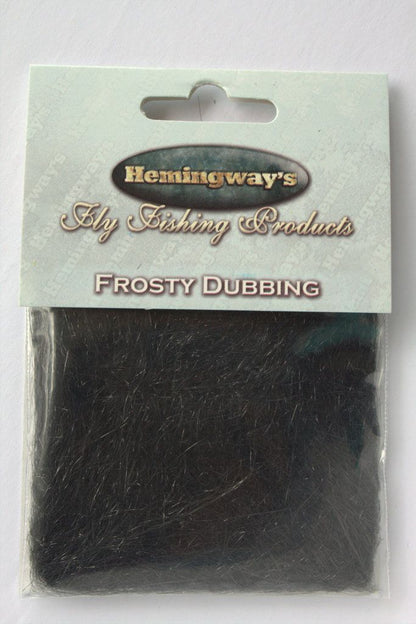 Hemingway's
Fly Fishing Products
Frosty Dubbing